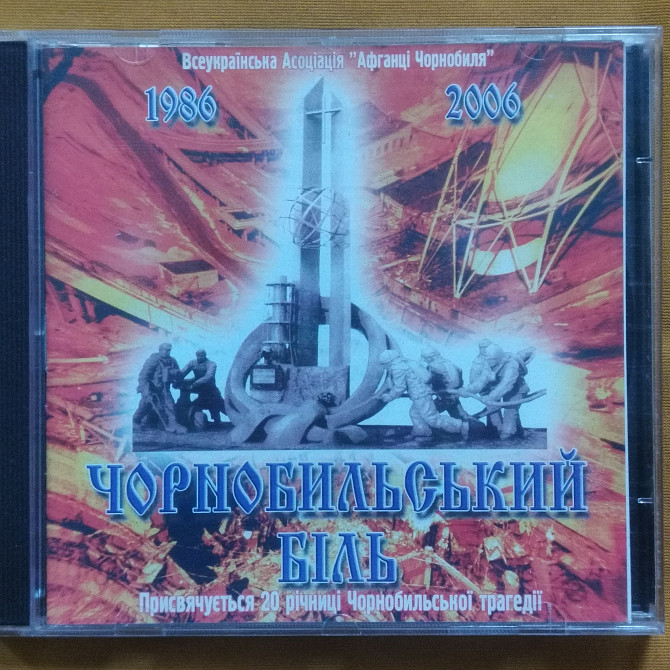 Всеукраїнська Асоціація "Афганці Чорнобиля"
1986 2006
ЧОРНОБИЛЬСЬКИЙ
БІЛЬ
Присвячується 20 річниці Чорнобильської трагедії